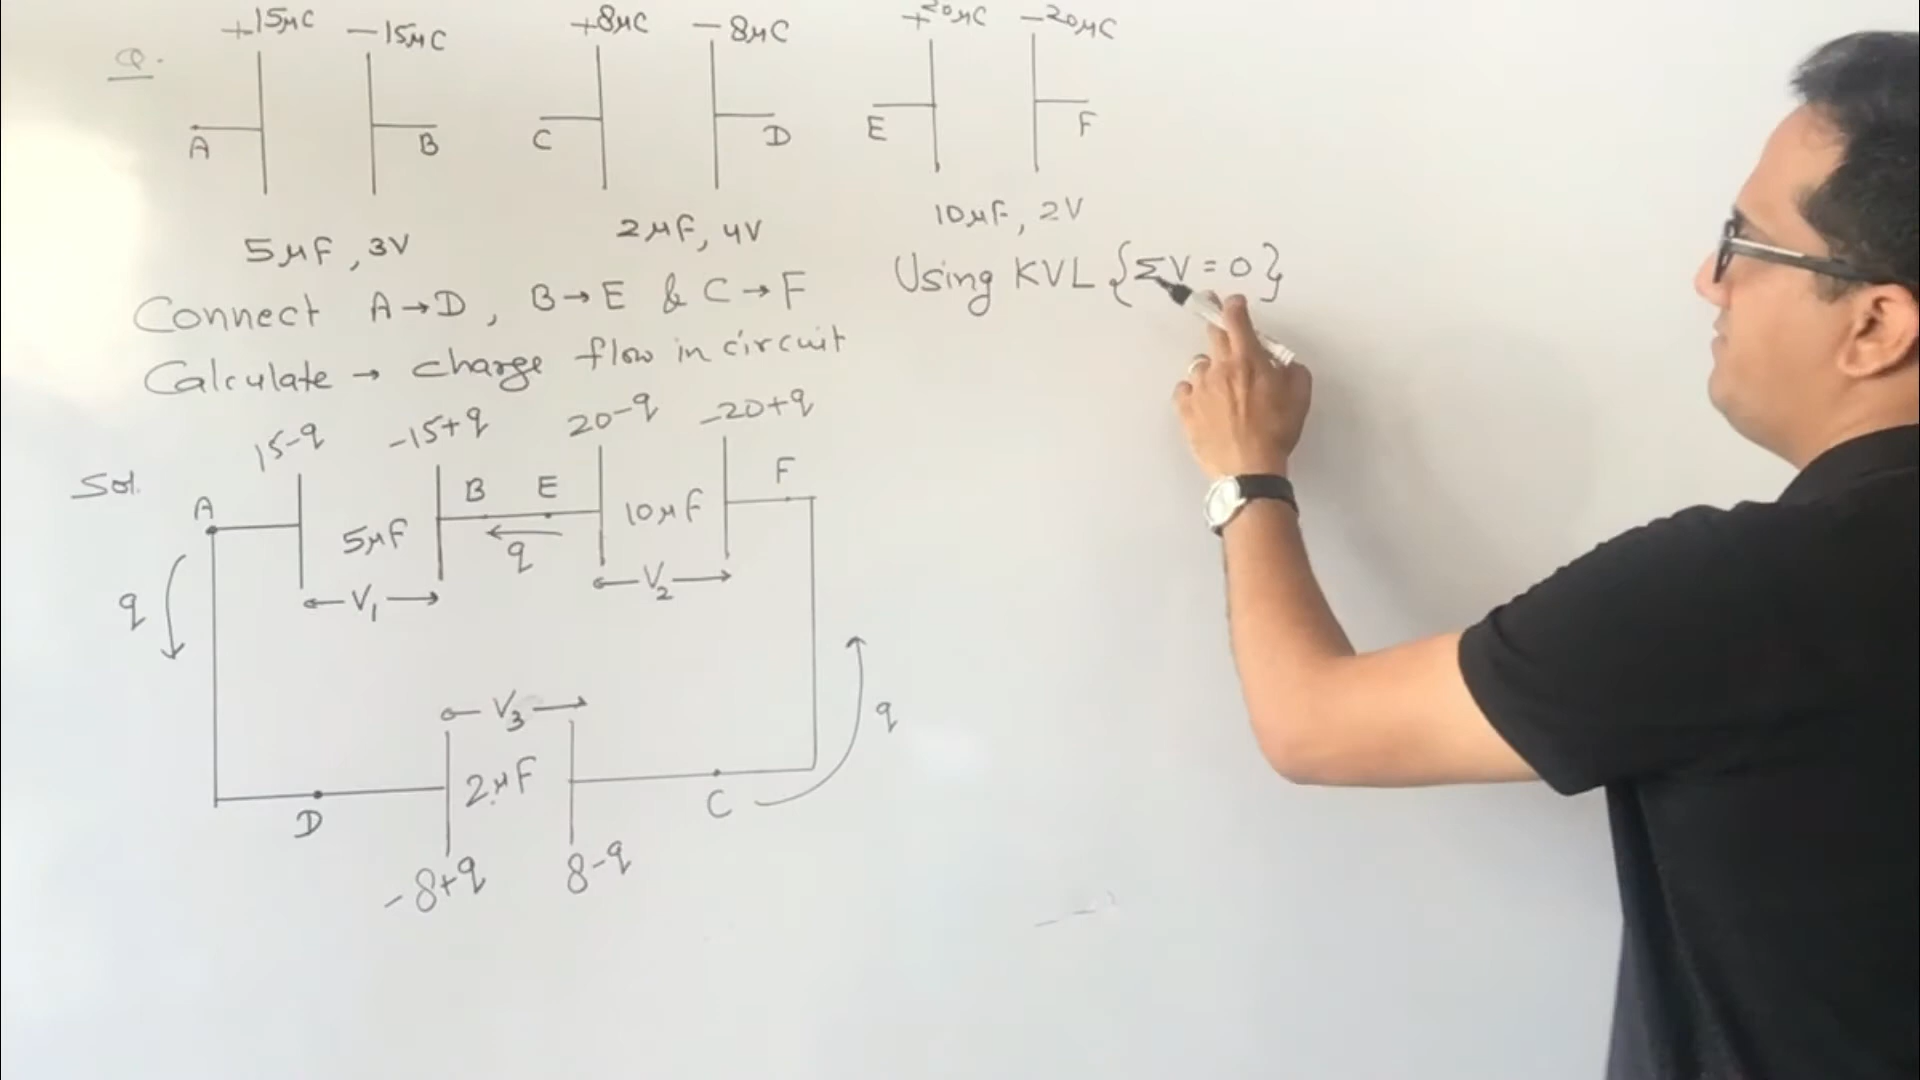 Q.
+15μC -15μC +8μC -8μC +20μC -20μC
A B C D E F
5μF, 3V 2μF, 4V 10μF, 2V
Connect A→D, B→E & C→F
Calculate → charge flow in circuit
Using KVL {ΣV=0}
Sol.
15-q -15+q 20-q -20+q
A 5μF B E 10μF F
q
V₁ V₂
q
V₃ q
D 2μF C
-8+q 8-q